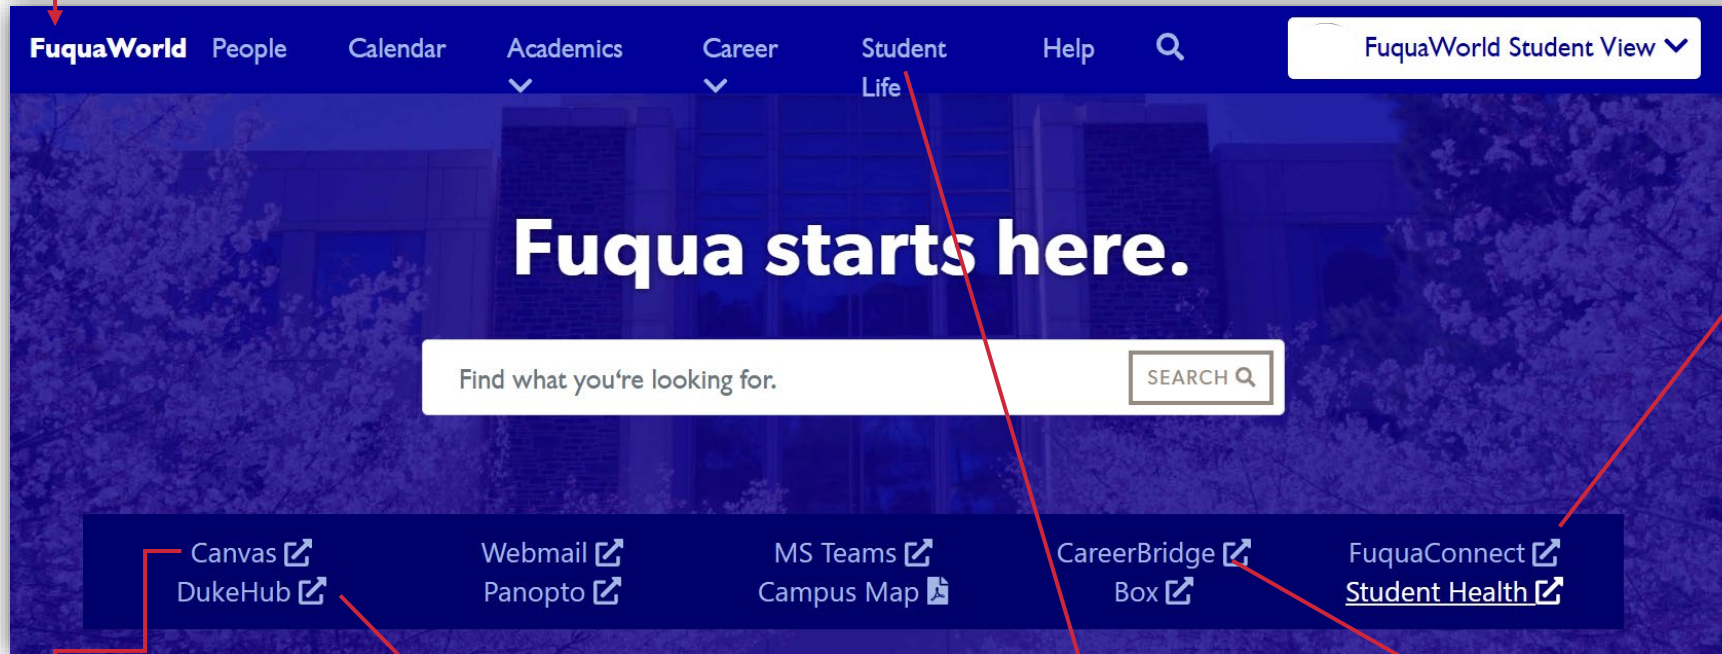 FuquaWorld People Calendar Academics Career Student Life Help FuquaWorld Student View
Fuqua starts here.
Find what you're looking for. SEARCH
Canvas Webmail MS Teams CareerBridge FuquaConnect
DukeHub Panopto Campus Map Box Student Health